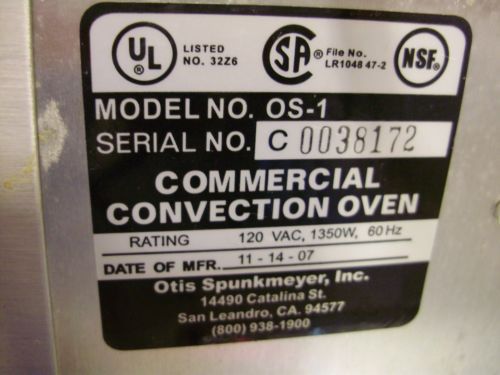 UL LISTED
NO. 32Z6
SA ® File No.
LR1048 47-2
NSF®
MODEL NO. OS-1
SERIAL NO. C 0038172
COMMERCIAL
CONVECTION OVEN
RATING 120 VAC, 1350W, 60 Hz
DATE OF MFR. 11 - 14 - 07
Otis Spunkmeyer, Inc.
14490 Catalina St.
San Leandro, CA. 94577
(800) 938-1900